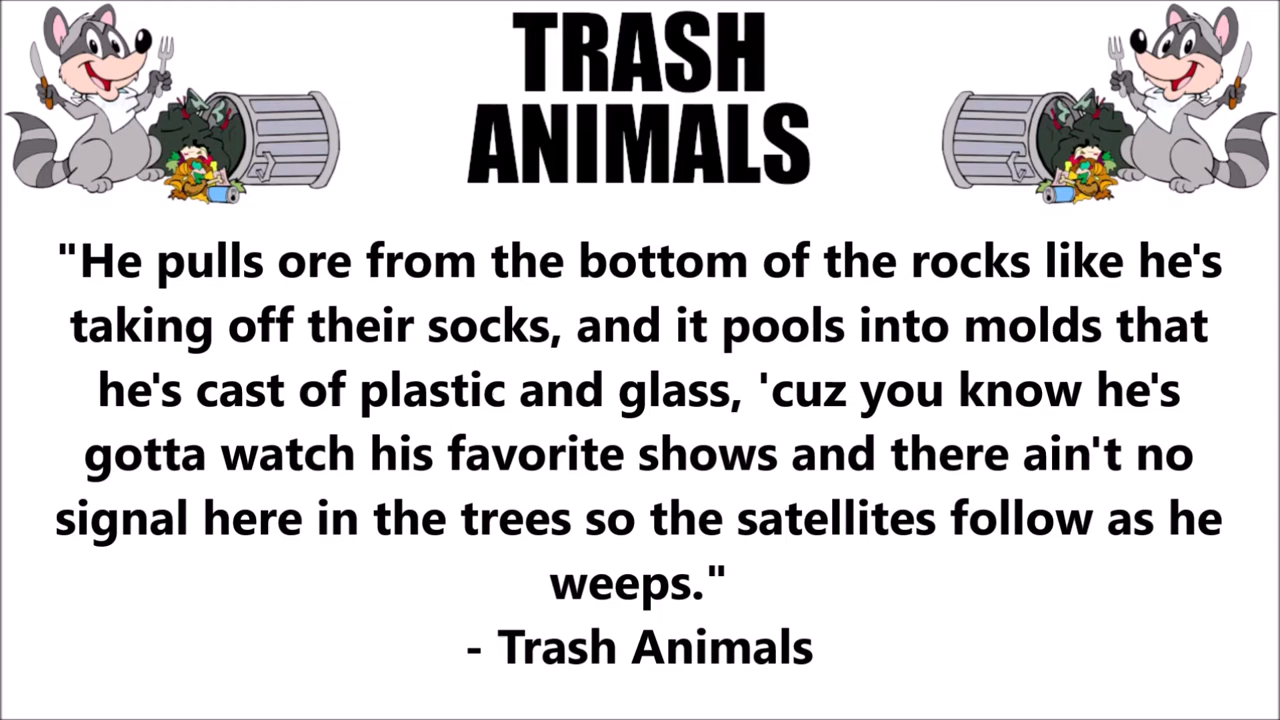 TRASH
ANIMALS
"He pulls ore from the bottom of the rocks like he's
taking off their socks, and it pools into molds that
he's cast of plastic and glass, 'cuz you know he's
gotta watch his favorite shows and there ain't no
signal here in the trees so the satellites follow as he
weeps."
- Trash Animals